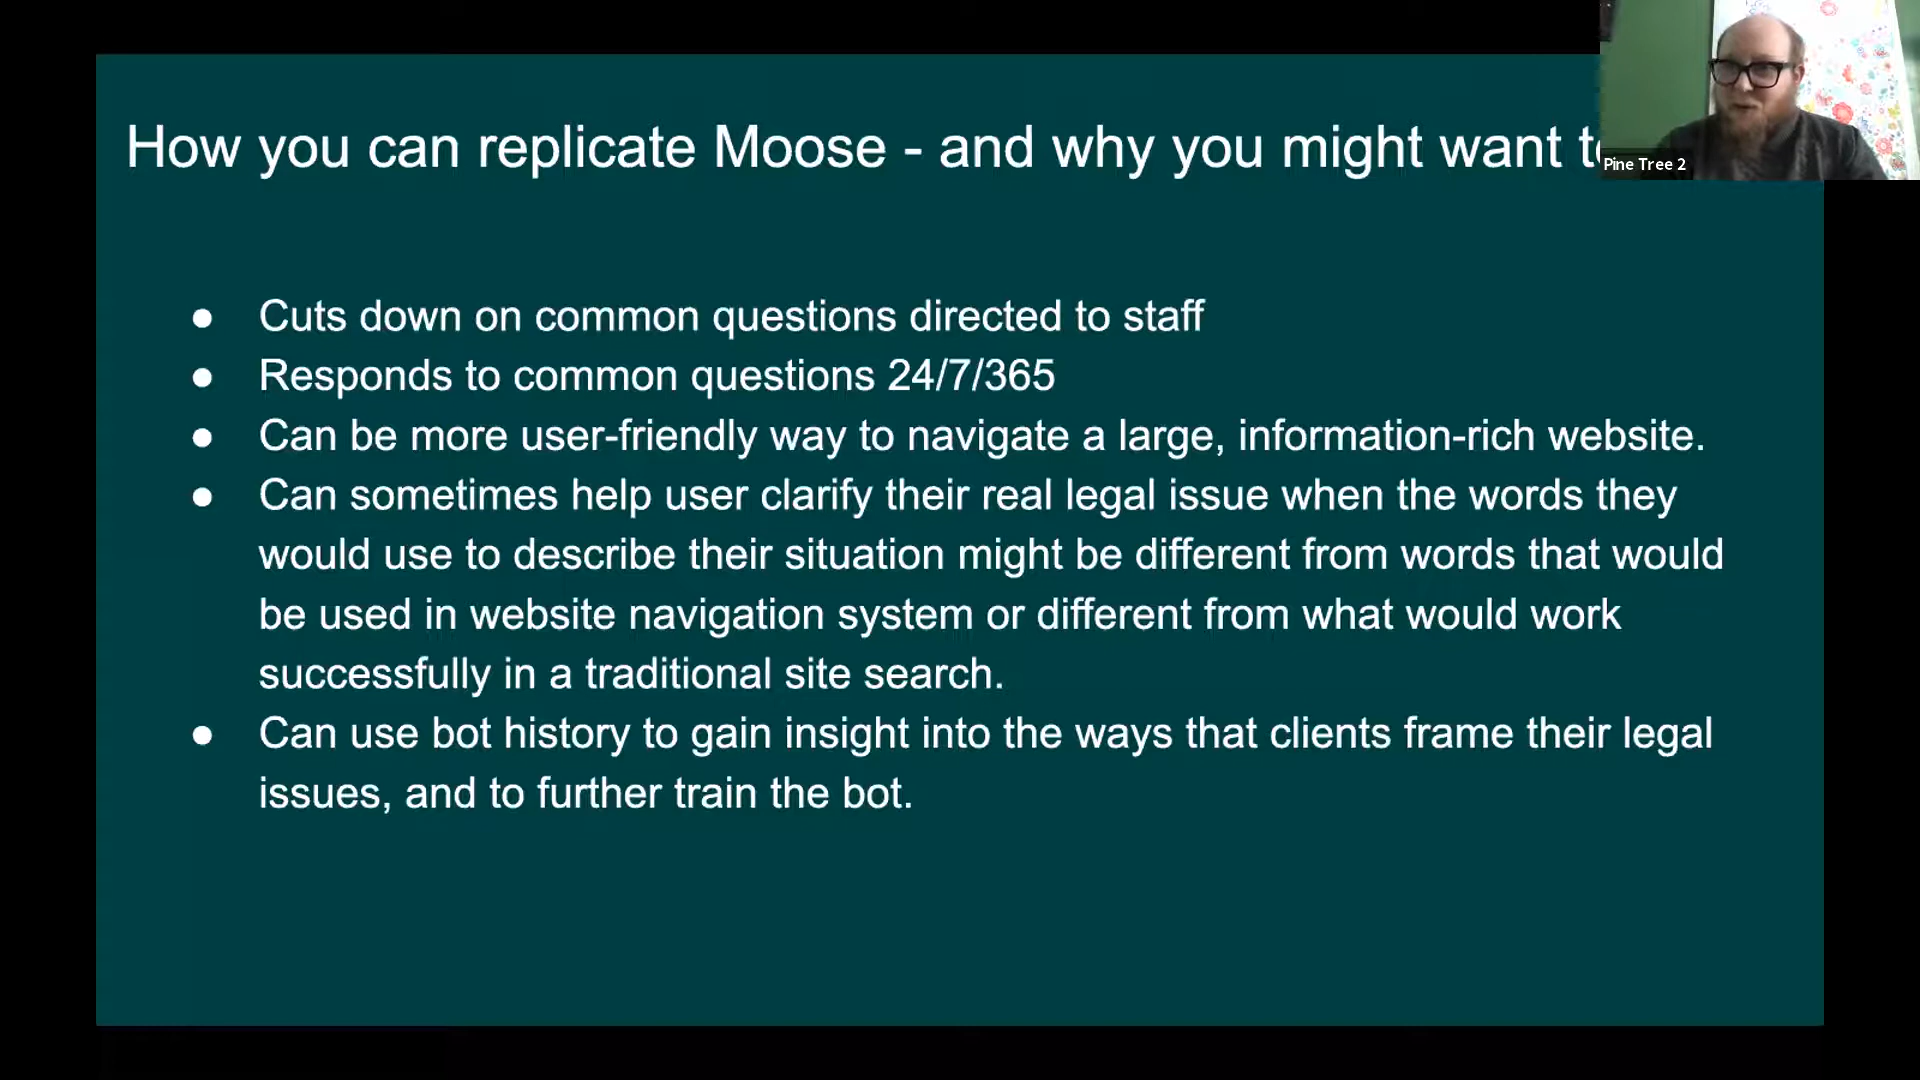 How you can replicate Moose - and why you might want
Pine Tree 2
● Cuts down on common questions directed to staff
● Responds to common questions 24/7/365
● Can be more user-friendly way to navigate a large, information-rich website.
● Can sometimes help user clarify their real legal issue when the words they
would use to describe their situation might be different from words that would
be used in website navigation system or different from what would work
successfully in a traditional site search.
● Can use bot history to gain insight into the ways that clients frame their legal
issues, and to further train the bot.